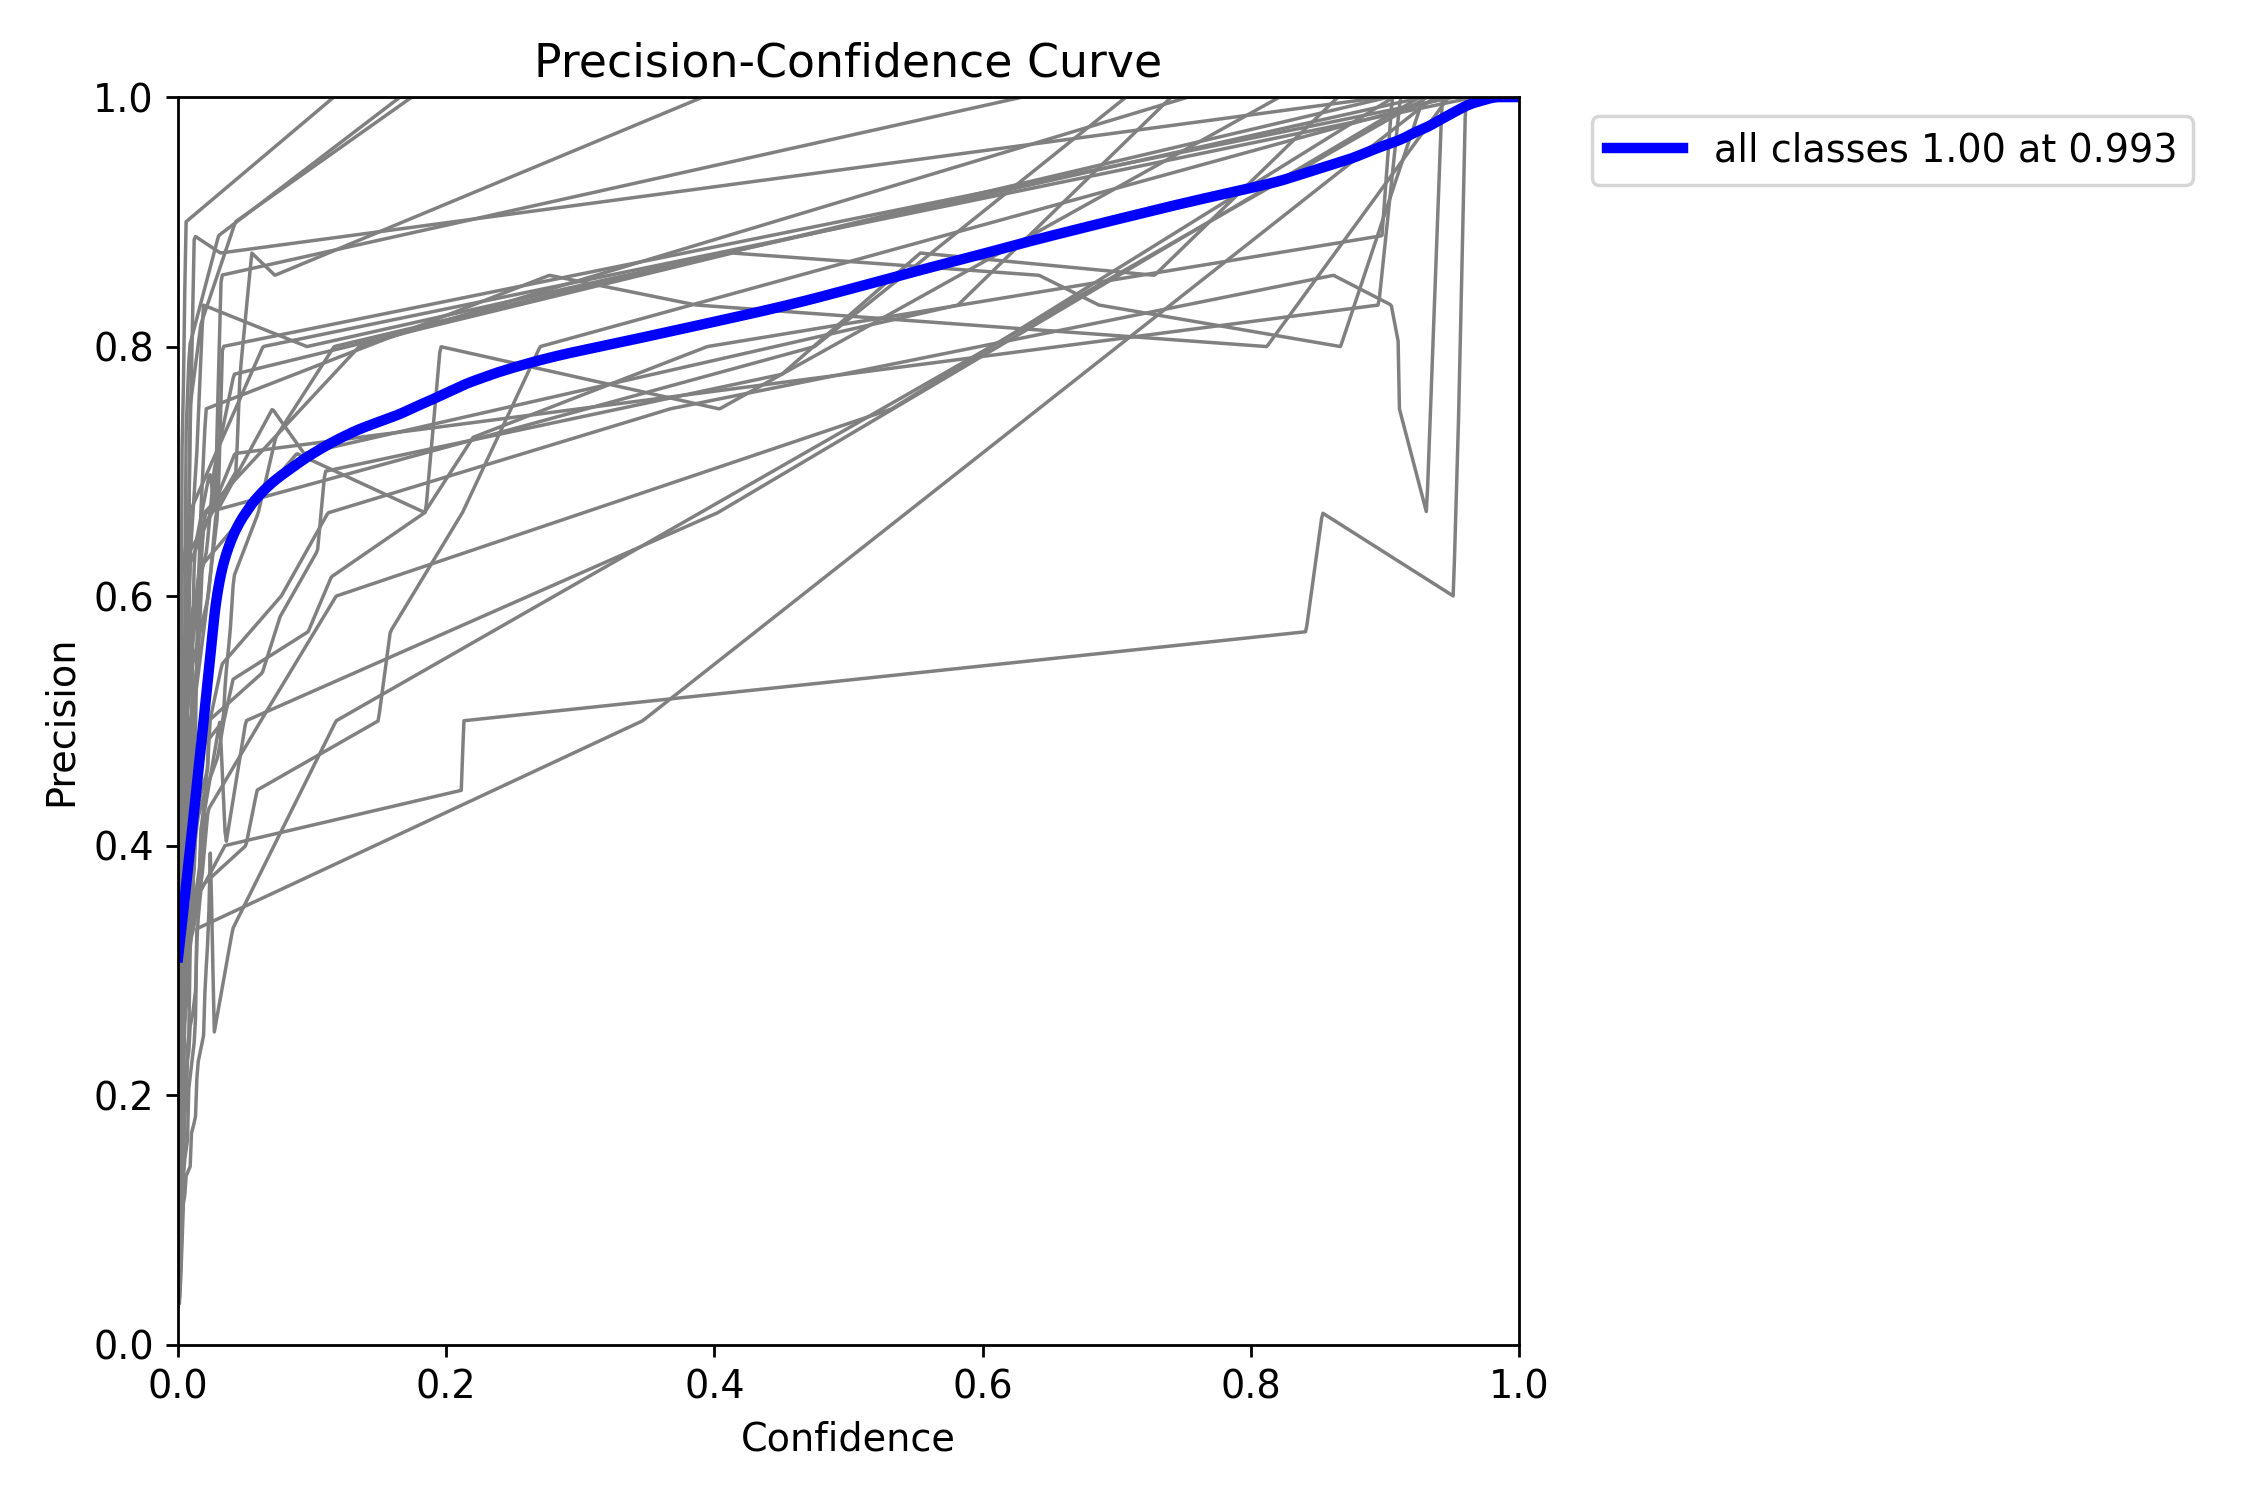 Precision-Confidence Curve
1.0
0.8
0.6
0.4
0.2
0.0
Precision
0.0 0.2 0.4 0.6 0.8 1.0
Confidence
all classes 1.00 at 0.993